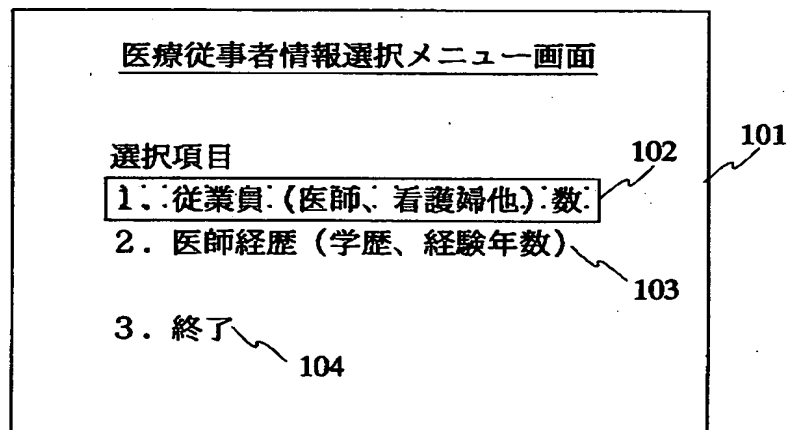 医療従事者情報選択メニュー画面
選択項目
102
101
1．従業員（医師、看護婦他）数
2．医師経歴（学歴、経験年数）
103
3．終了
104